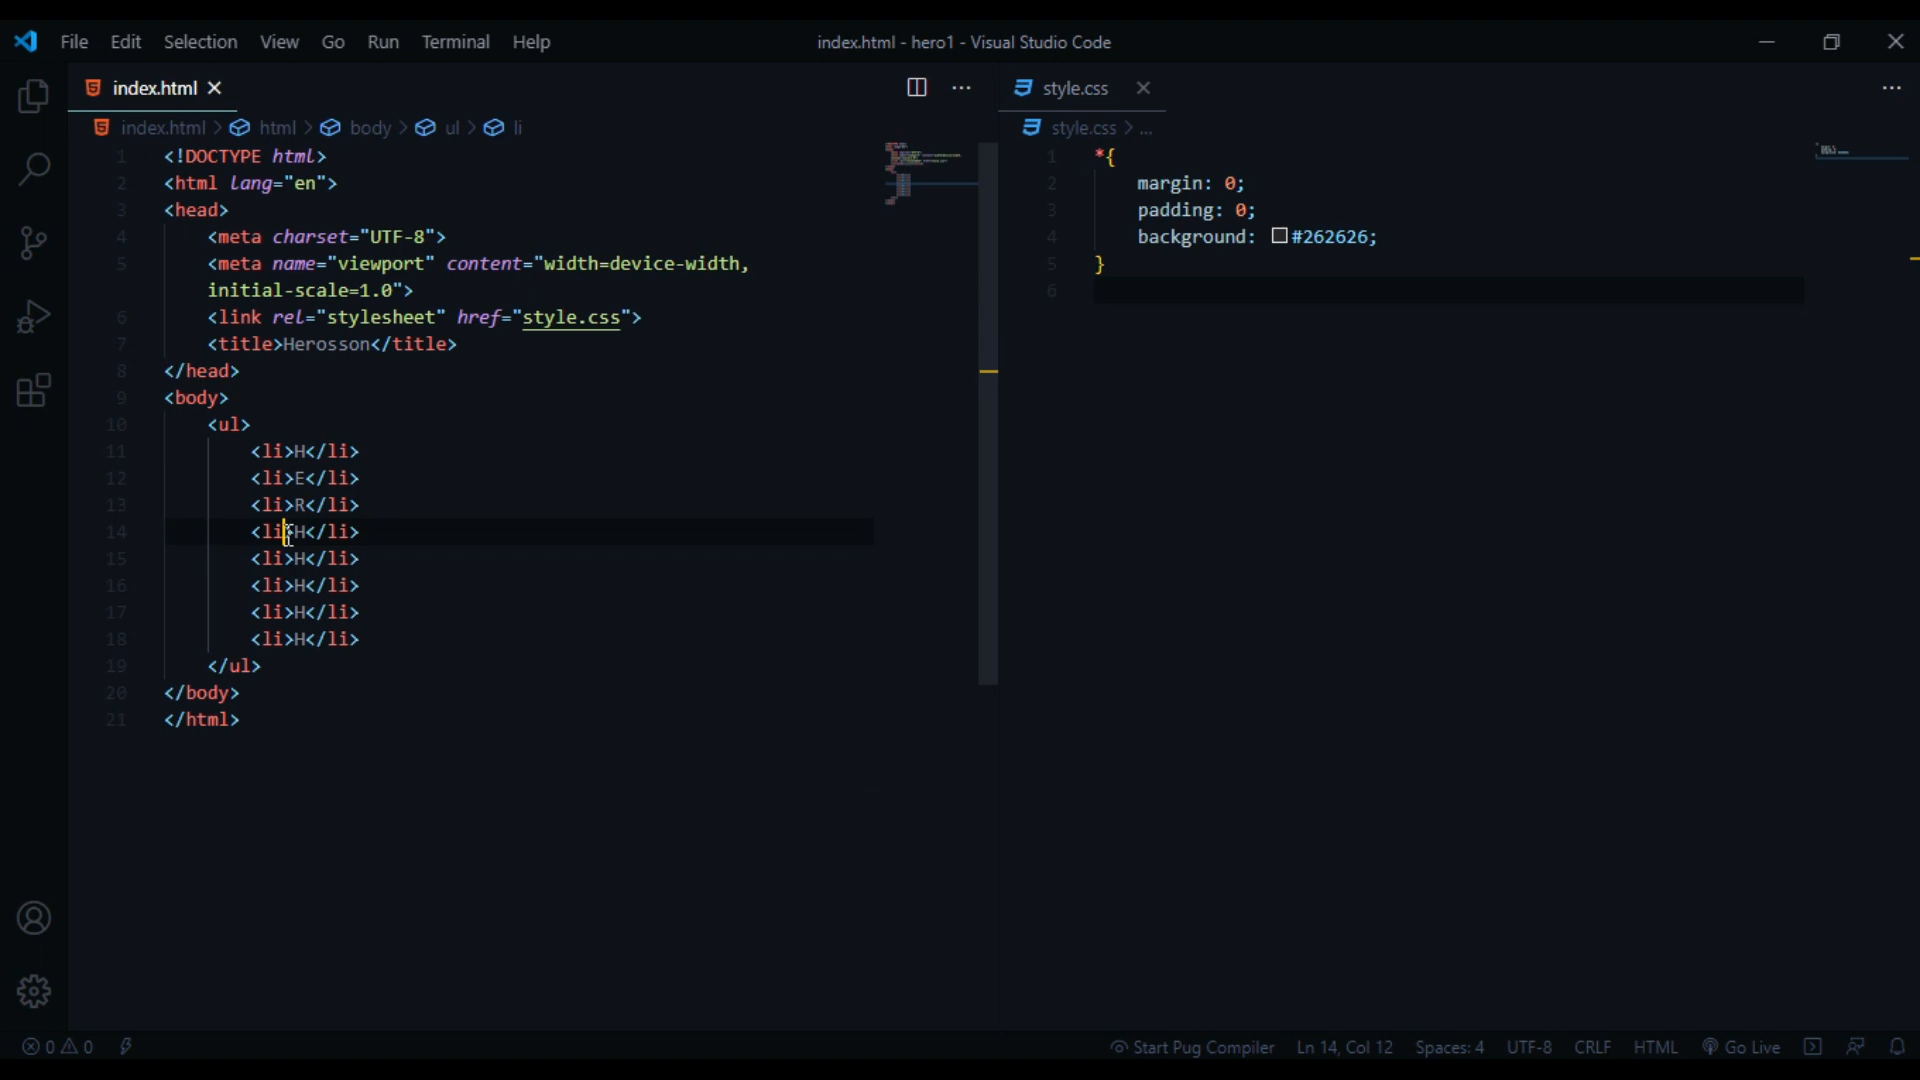 File Edit Selection View Go Run Terminal Help
index.html - hero1 - Visual Studio Code
index.html
index.html > html > body > ul > li
1 <!DOCTYPE html>
2 <html lang="en">
3 <head>
4 <meta charset="UTF-8">
5 <meta name="viewport" content="width=device-width,
initial-scale=1.0">
6 <link rel="stylesheet" href="style.css">
7 <title>Herosson</title>
8 </head>
9 <body>
10 <ul>
11 <li>H</li>
12 <li>E</li>
13 <li>R</li>
14 <li>H</li>
15 <li>H</li>
16 <li>H</li>
17 <li>H</li>
18 <li>H</li>
19 </ul>
20 </body>
21 </html>
style.css
style.css > ...
1 *{
2 margin: 0;
3 padding: 0;
4 background: #262626;
5 }
6
0 0
Start Pug Compiler Ln 14, Col 12 Spaces: 4 UTF-8 CRLF HTML Go Live